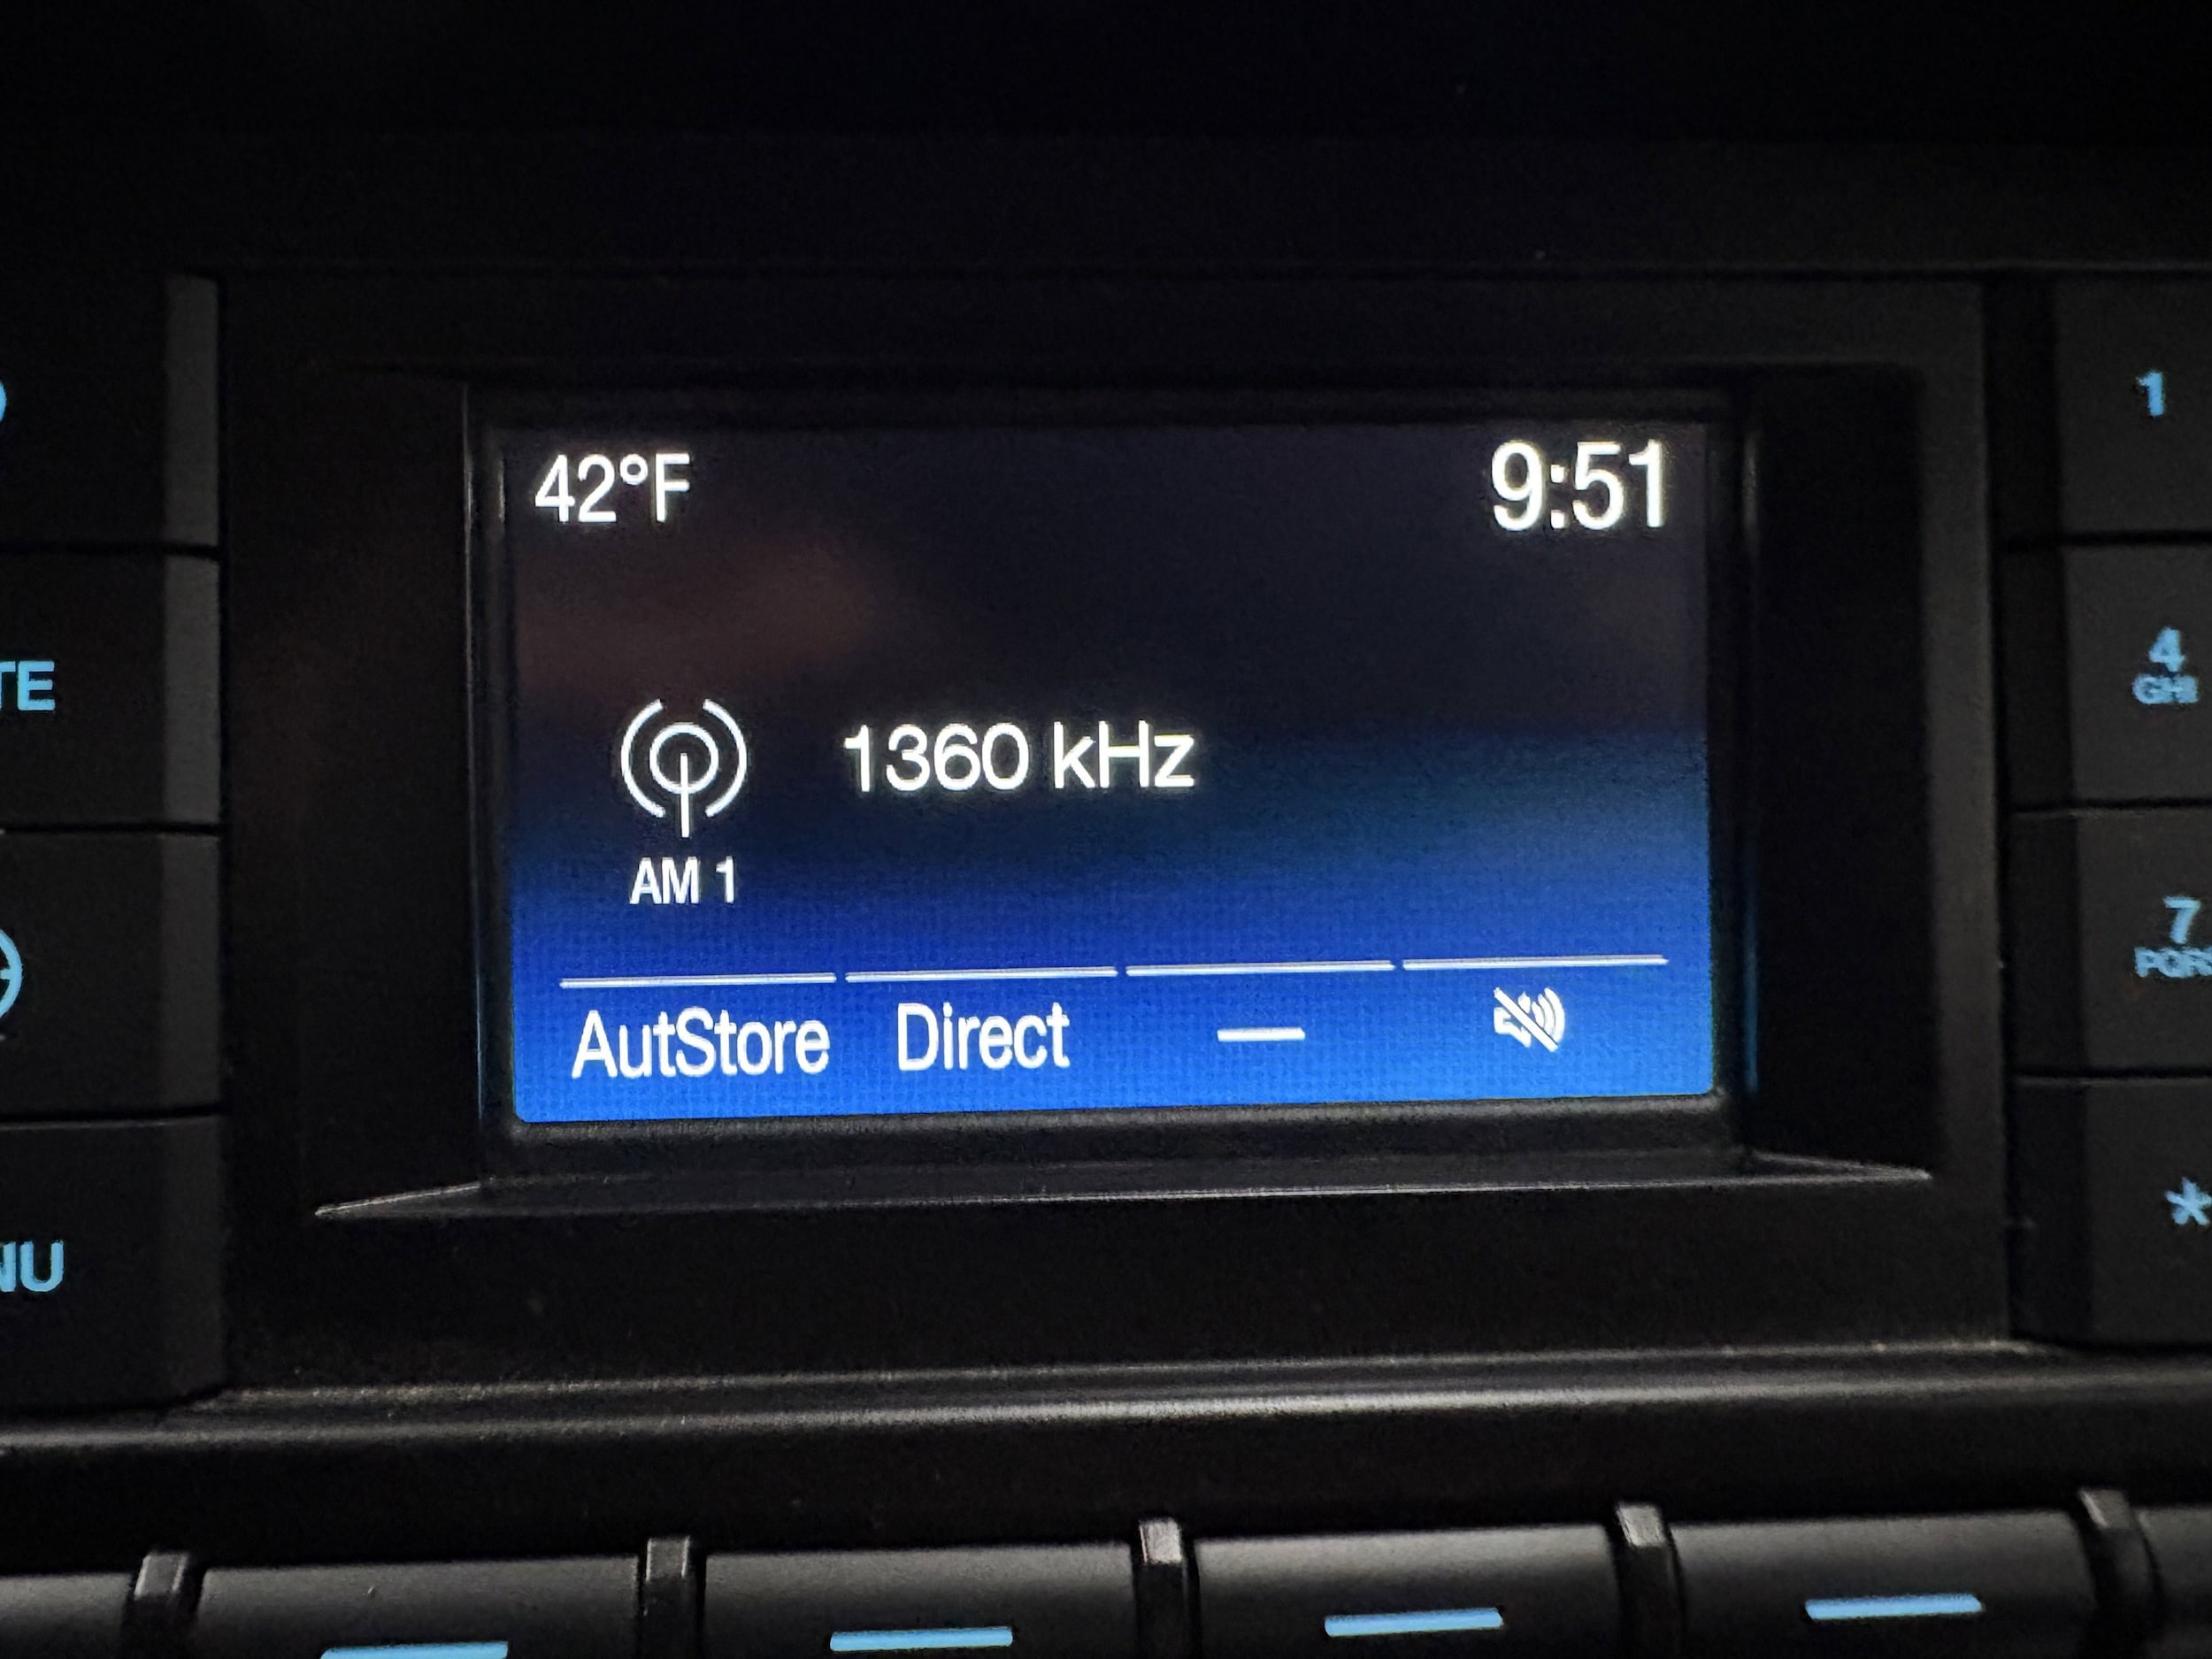 42°F
9:51
1360 kHz
AM 1
AutStore
Direct
—
1
4
GHI
7
*
TE
NU